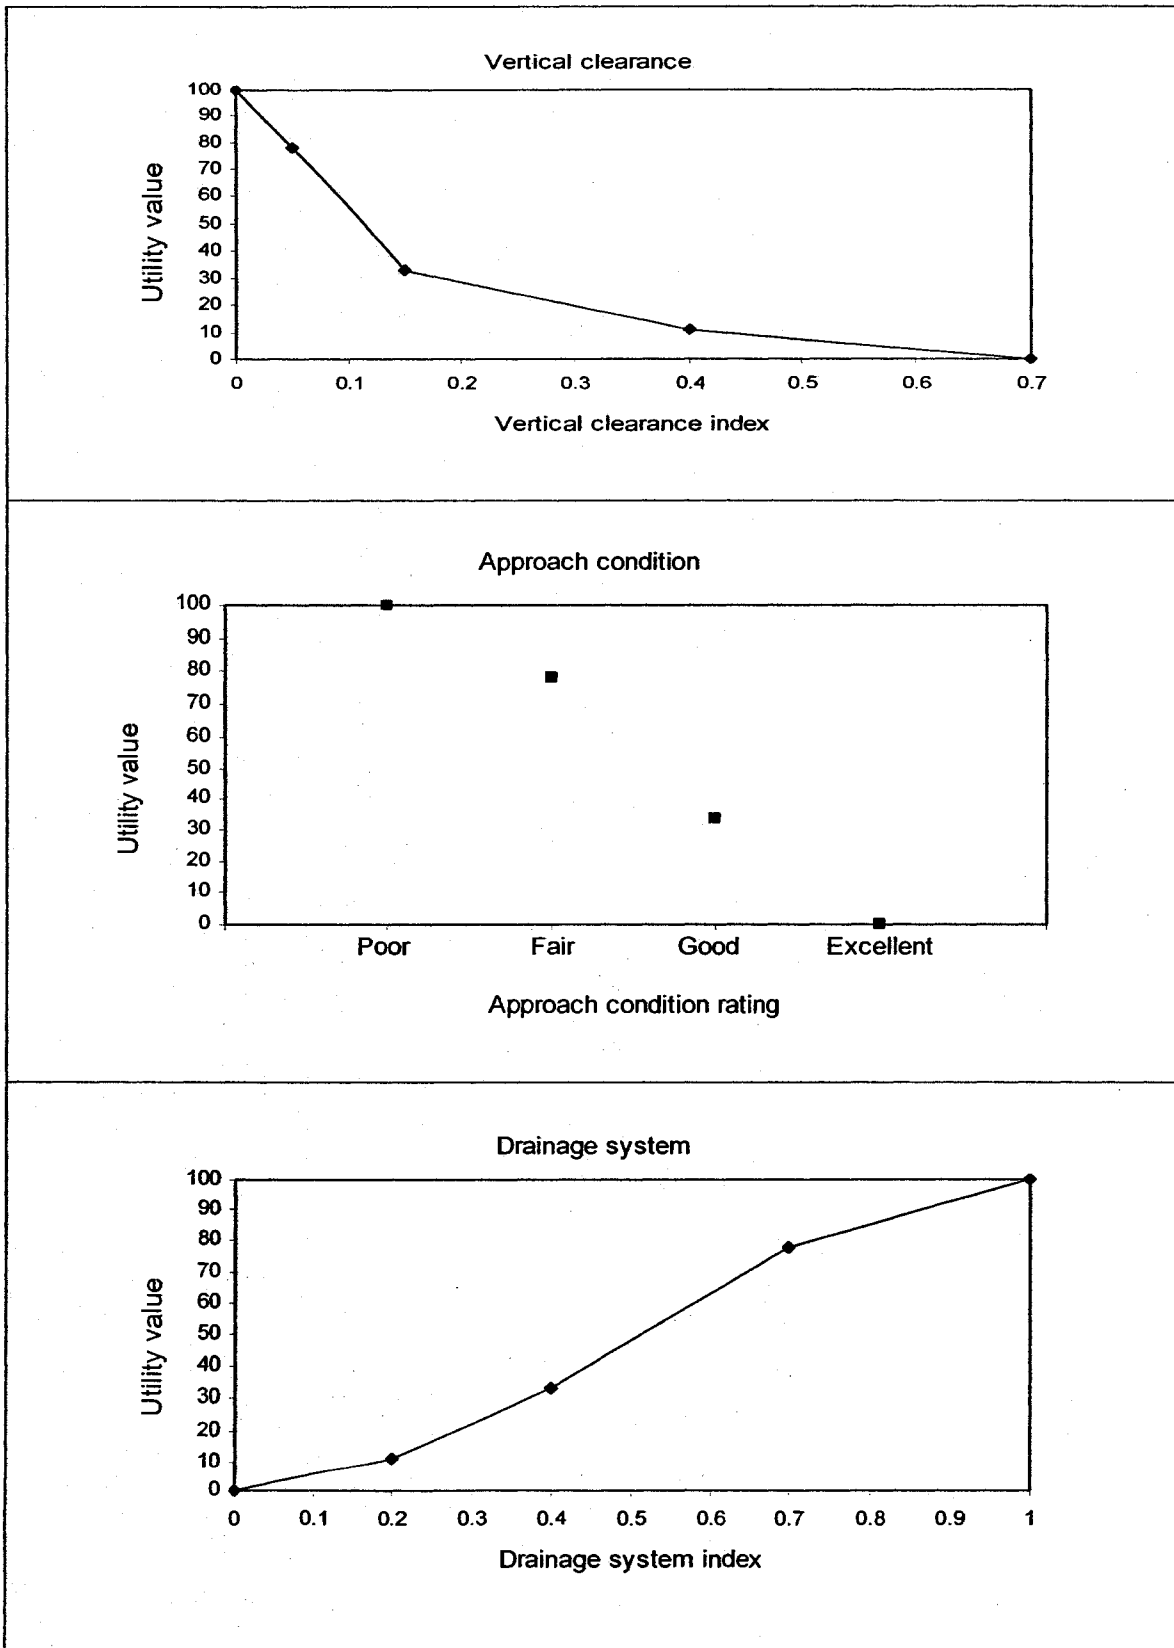 Vertical clearance
100
90
80
70
60
50
40
30
20
10
0
Utility value
0 0.1 0.2 0.3 0.4 0.5 0.6 0.7
Vertical clearance index
Approach condition
100
90
80
70
60
50
40
30
20
10
0
Utility value
Poor Fair Good Excellent
Approach condition rating
Drainage system
100
90
80
70
60
50
40
30
20
10
0
Utility value
0 0.1 0.2 0.3 0.4 0.5 0.6 0.7 0.8 0.9 1
Drainage system index